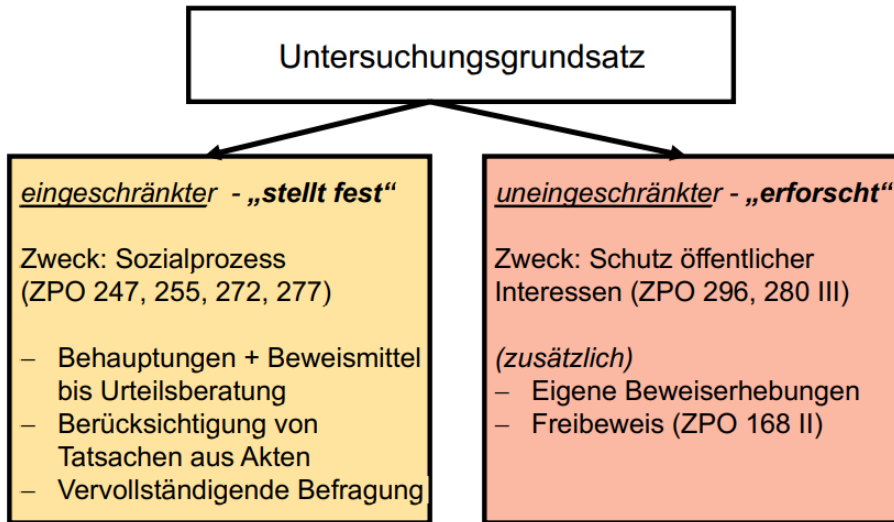 Untersuchungsgrundsatz
eingeschränkter - „stellt fest“
Zweck: Sozialprozess
(ZPO 247, 255, 272, 277)
– Behauptungen + Beweismittel
bis Urteilsberatung
– Berücksichtigung von
Tatsachen aus Akten
– Vervollständigende Befragung
uneingeschränkter - „erforscht“
Zweck: Schutz öffentlicher
Interessen (ZPO 296, 280 III)
(zusätzlich)
– Eigene Beweiserhebungen
– Freibeweis (ZPO 168 II)